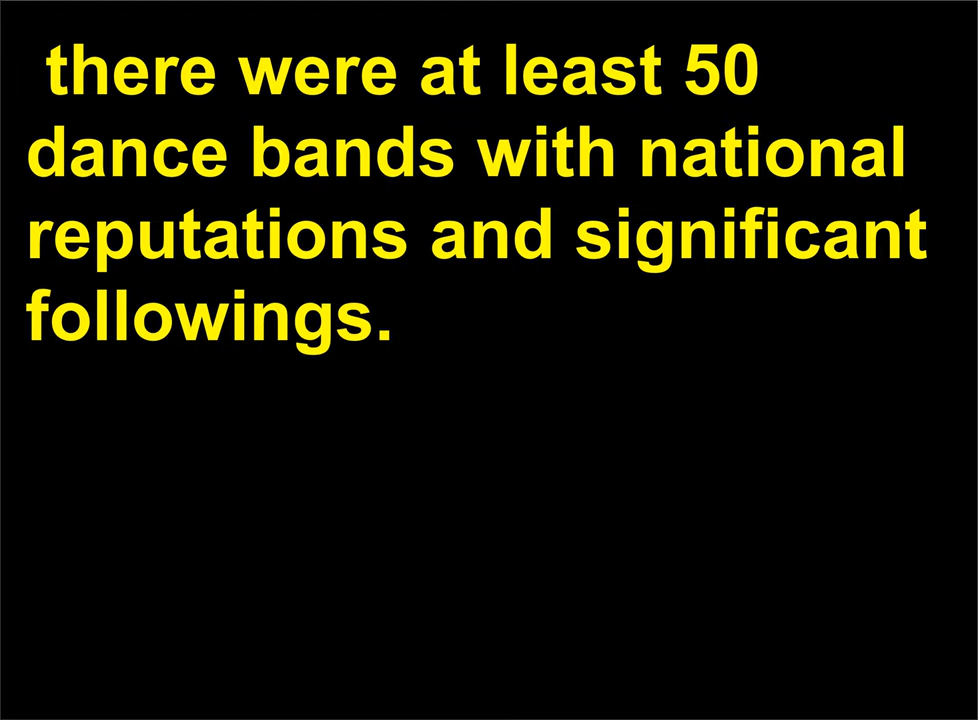 there were at least 50
dance bands with national
reputations and significant
followings.